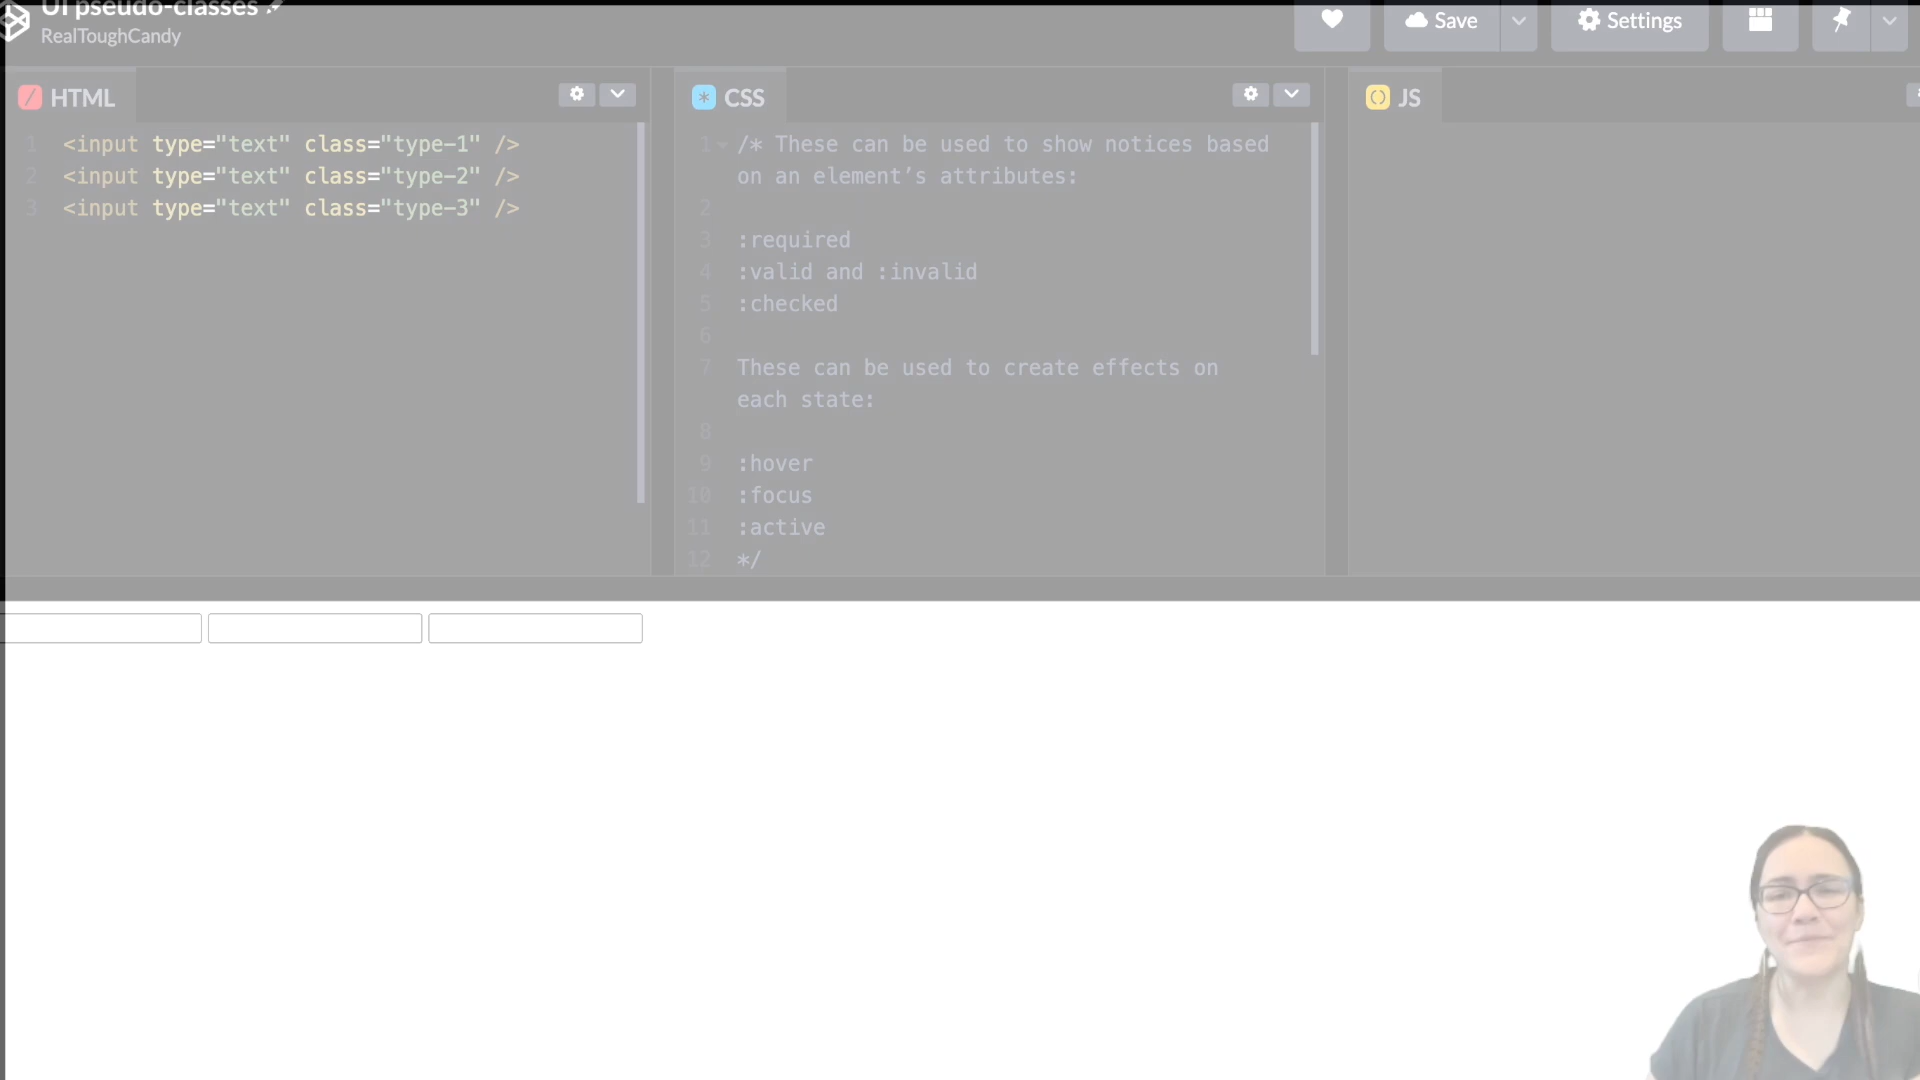 UI pseudo-classes
RealToughCandy
Save
Settings
HTML
CSS
JS
1 <input type="text" class="type-1" />
2 <input type="text" class="type-2" />
3 <input type="text" class="type-3" />
1 /* These can be used to show notices based
on an element’s attributes:
2
3 :required
4 :valid and :invalid
5 :checked
6
7 These can be used to create effects on
each state:
8
9 :hover
10 :focus
11 :active
12 */